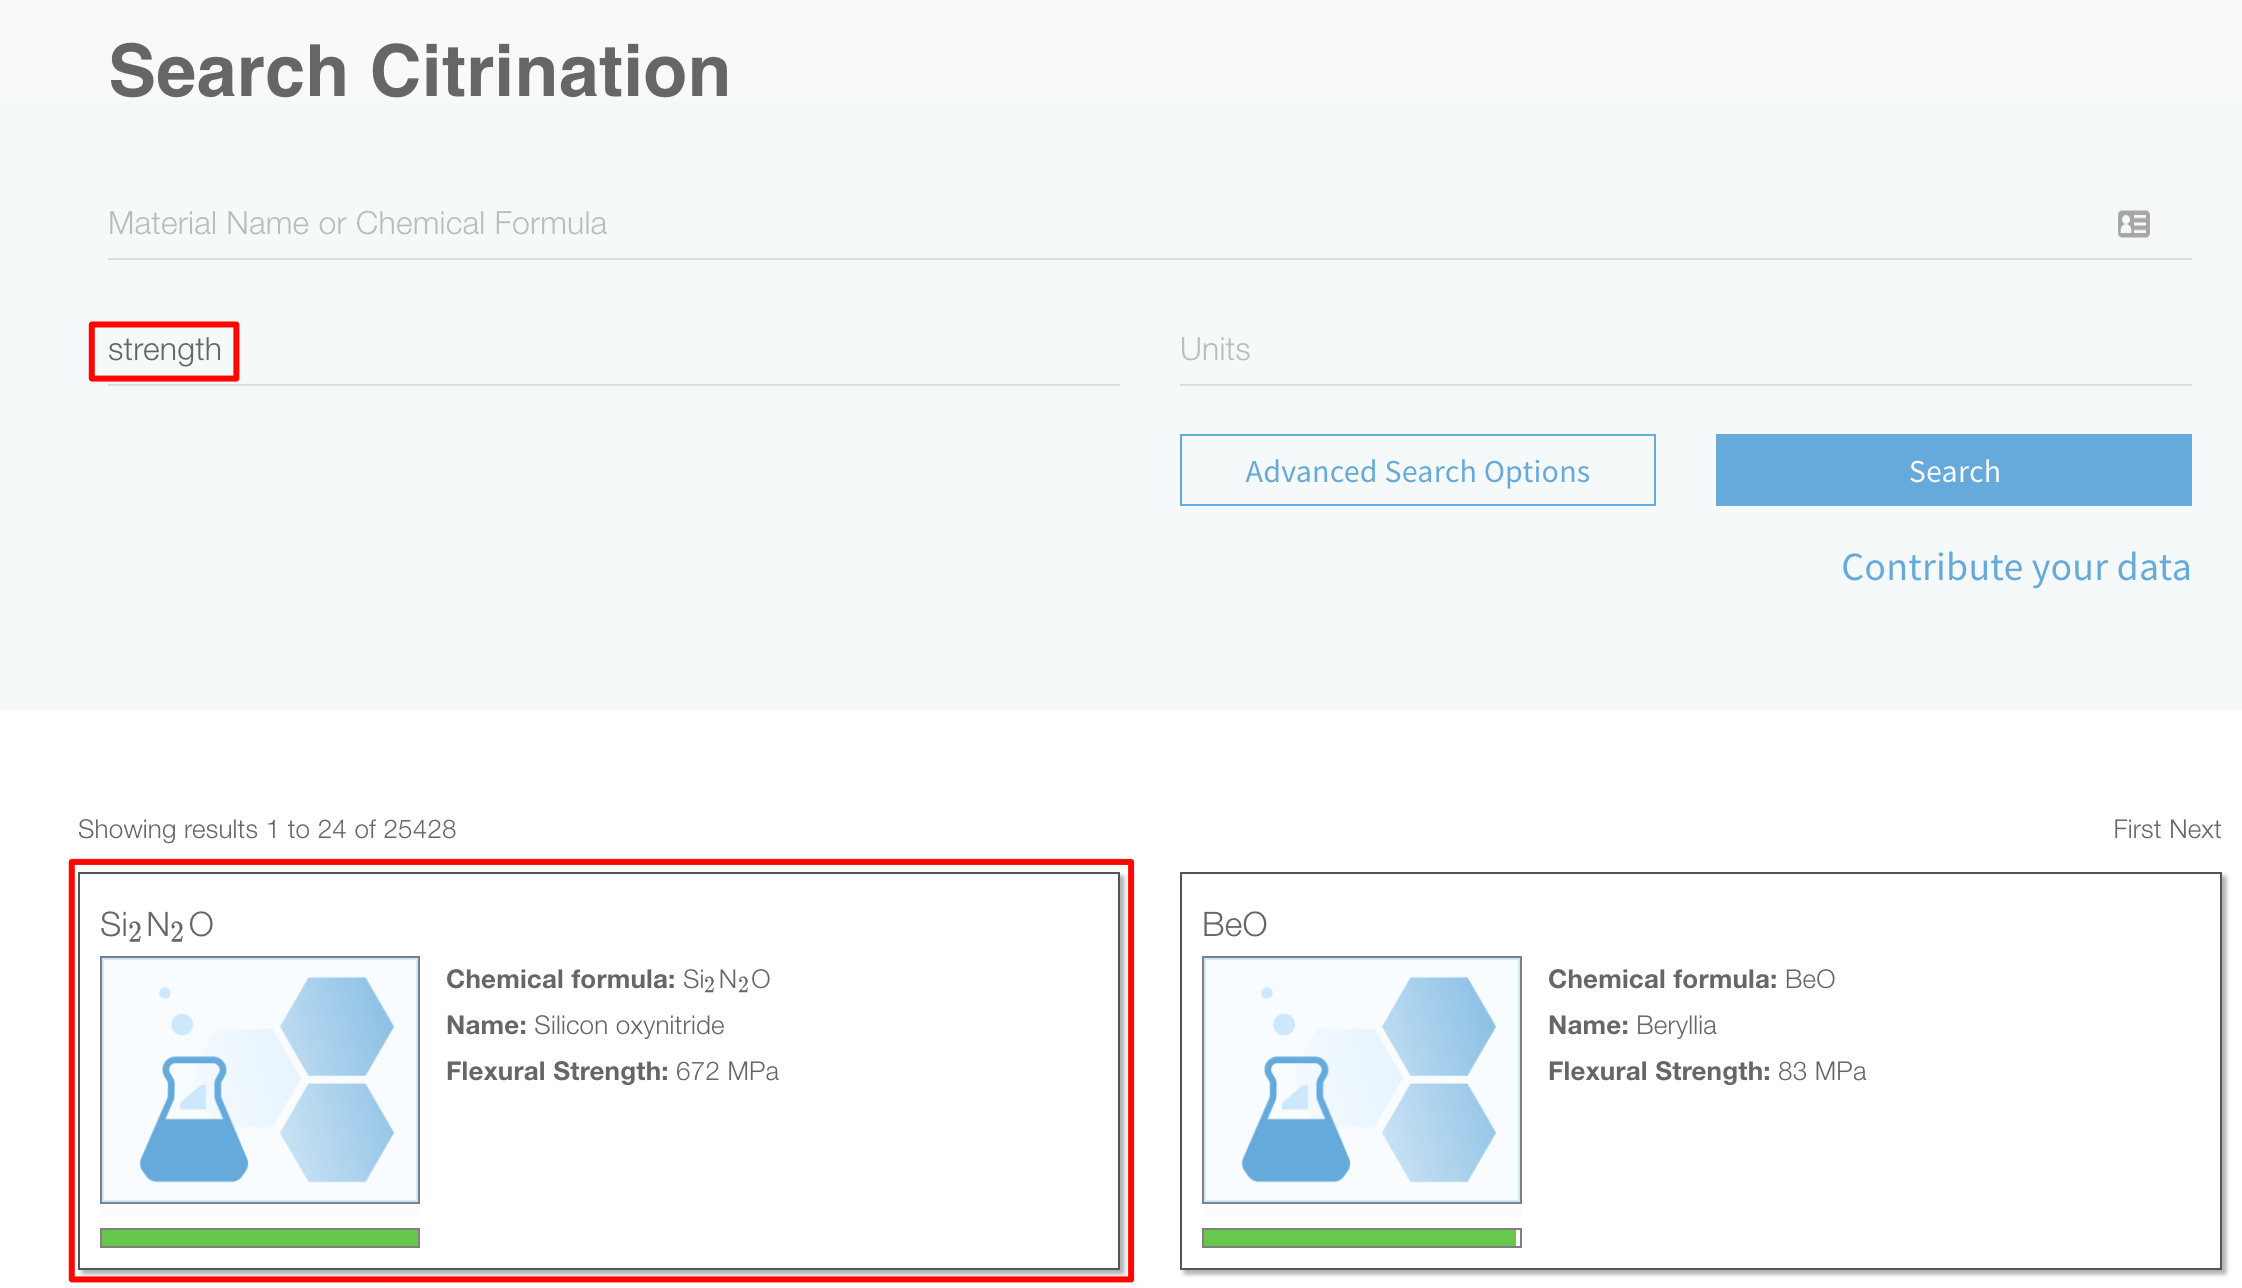 Search Citrination
Material Name or Chemical Formula
strength
Units
Advanced Search Options
Search
Contribute your data
Showing results 1 to 24 of 25428
First Next
Si₂N₂O
Chemical formula: Si₂N₂O
Name: Silicon oxynitride
Flexural Strength: 672 MPa
BeO
Chemical formula: BeO
Name: Beryllia
Flexural Strength: 83 MPa